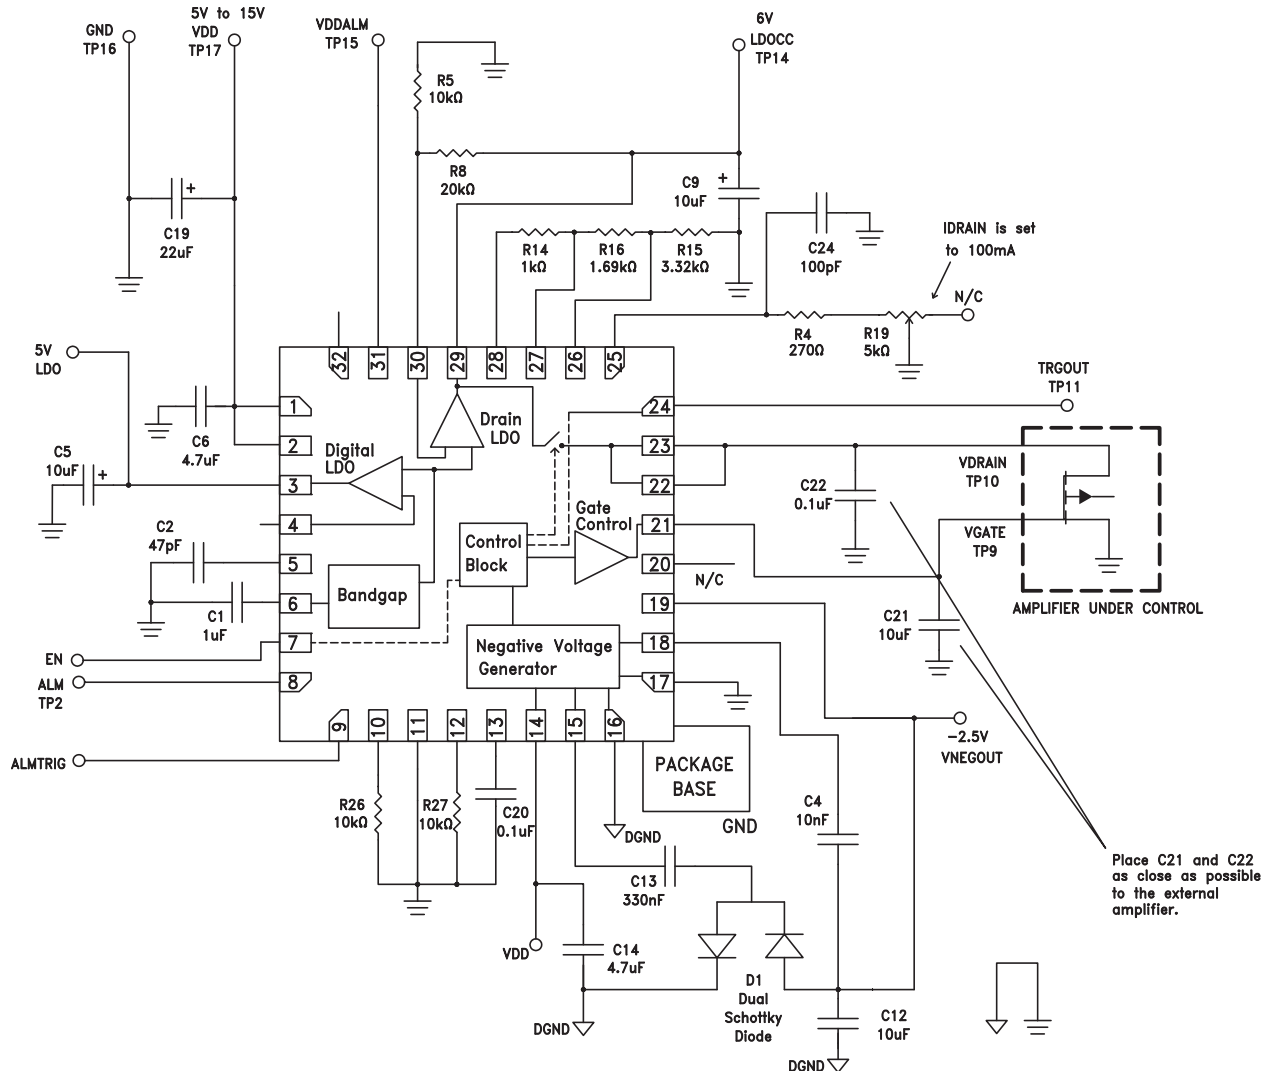 GND
TP16
5V to 15V
VDD
TP17
VDDALM
TP15
6V
LDOCC
TP14
R5
10kΩ
R8
20kΩ
C9
10uF
+
C19
22uF
+
R14
1kΩ
R16
1.69kΩ
R15
3.32kΩ
C24
100pF
IDRAIN is set
to 100mA
N/C
R4
270Ω
R19
5kΩ
5V
LDO
32
31
30
29
28
27
26
25
TRGOUT
TP11
1
2
3
4
5
6
7
8
24
23
22
21
20
19
18
17
C6
4.7uF
C5
10uF
+
Digital
LDO
Drain
LDO
Gate
Control
Control
Block
Bandgap
Negative Voltage
Generator
C2
47pF
C1
1uF
EN
ALM
TP2
ALMTRIG
C22
0.1uF
VDRAIN
TP10
VGATE
TP9
N/C
AMPLIFIER UNDER CONTROL
C21
10uF
-2.5V
VNEGOUT
9
10
11
12
13
14
15
16
PACKAGE
BASE
GND
R26
10kΩ
R27
10kΩ
C20
0.1uF
DGND
C4
10nF
C13
330nF
Place C21 and C22
as close as possible
to the external
amplifier.
VDD
C14
4.7uF
D1
Dual
Schottky
Diode
DGND
C12
10uF
DGND